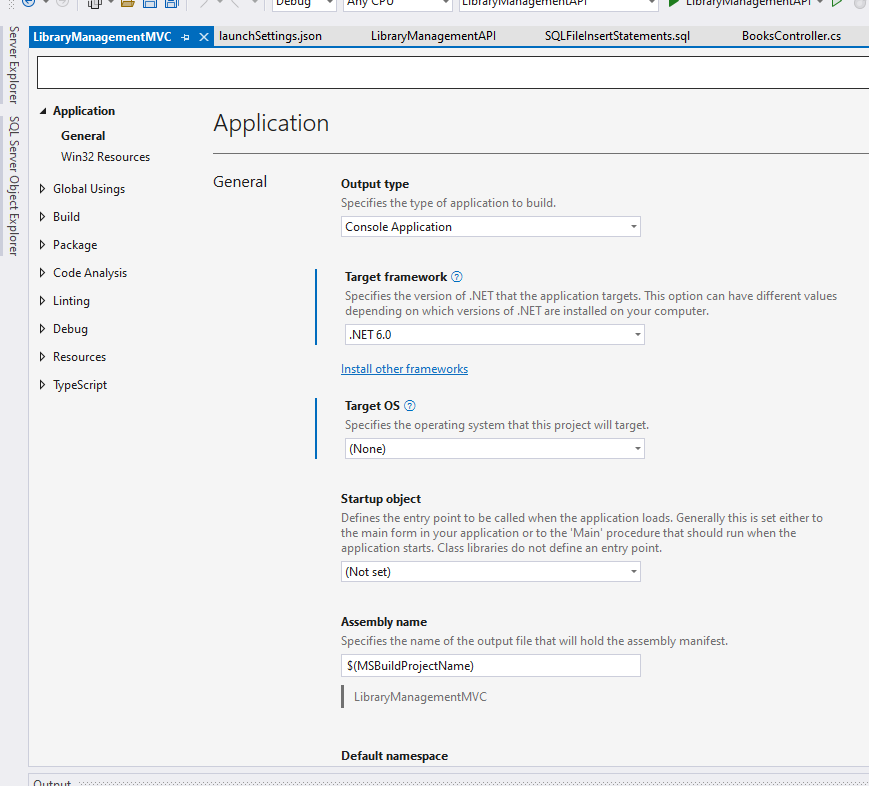 Debug Any CPU LibraryManagementAPI LibraryManagementAPI
Server Explorer
SQL Server Object Explorer
LibraryManagementMVC launchSettings.json LibraryManagementAPI SQLFileInsertStatements.sql BooksController.cs
Application
General
Win32 Resources
Global Usings
Build
Package
Code Analysis
Linting
Debug
Resources
TypeScript
Application
General
Output type
Specifies the type of application to build.
Console Application
Target framework ?
Specifies the version of .NET that the application targets. This option can have different values
depending on which versions of .NET are installed on your computer.
.NET 6.0
Install other frameworks
Target OS ?
Specifies the operating system that this project will target.
(None)
Startup object
Defines the entry point to be called when the application loads. Generally this is set either to
the main form in your application or to the 'Main' procedure that should run when the
application starts. Class libraries do not define an entry point.
(Not set)
Assembly name
Specifies the name of the output file that will hold the assembly manifest.
$(MSBuildProjectName)
LibraryManagementMVC
Default namespace
Output